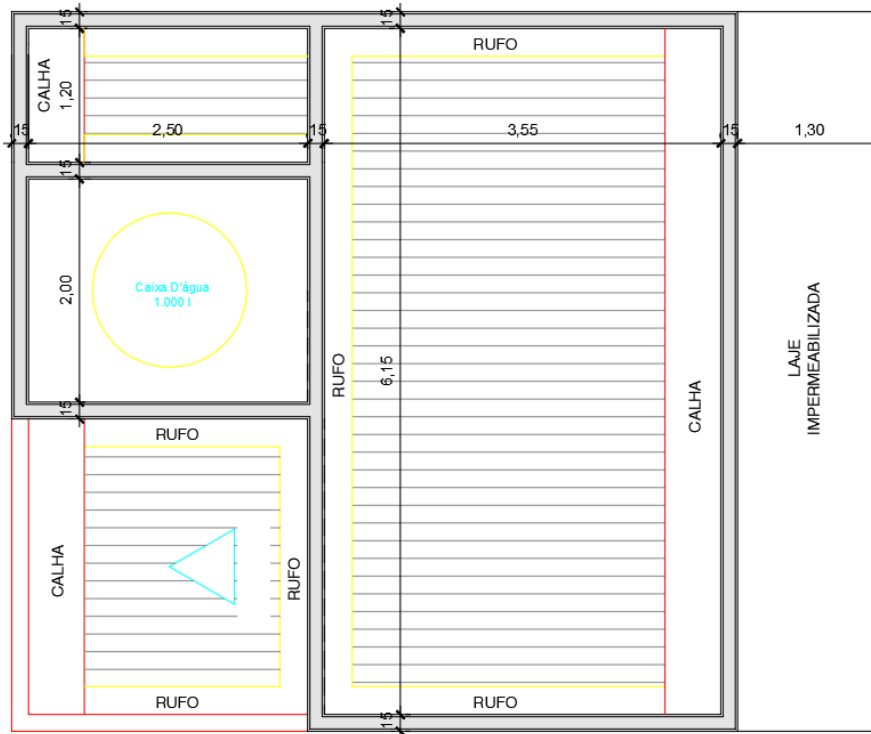 15
RUFO
CALHA
1,20
15
2,50
15
3,55
15
1,30
15
Caixa D'água
1.000 l
2,00
LAJE
IMPERMEABILIZADA
RUFO
6,15
CALHA
15
RUFO
CALHA
RUFO
RUFO
RUFO
15
15